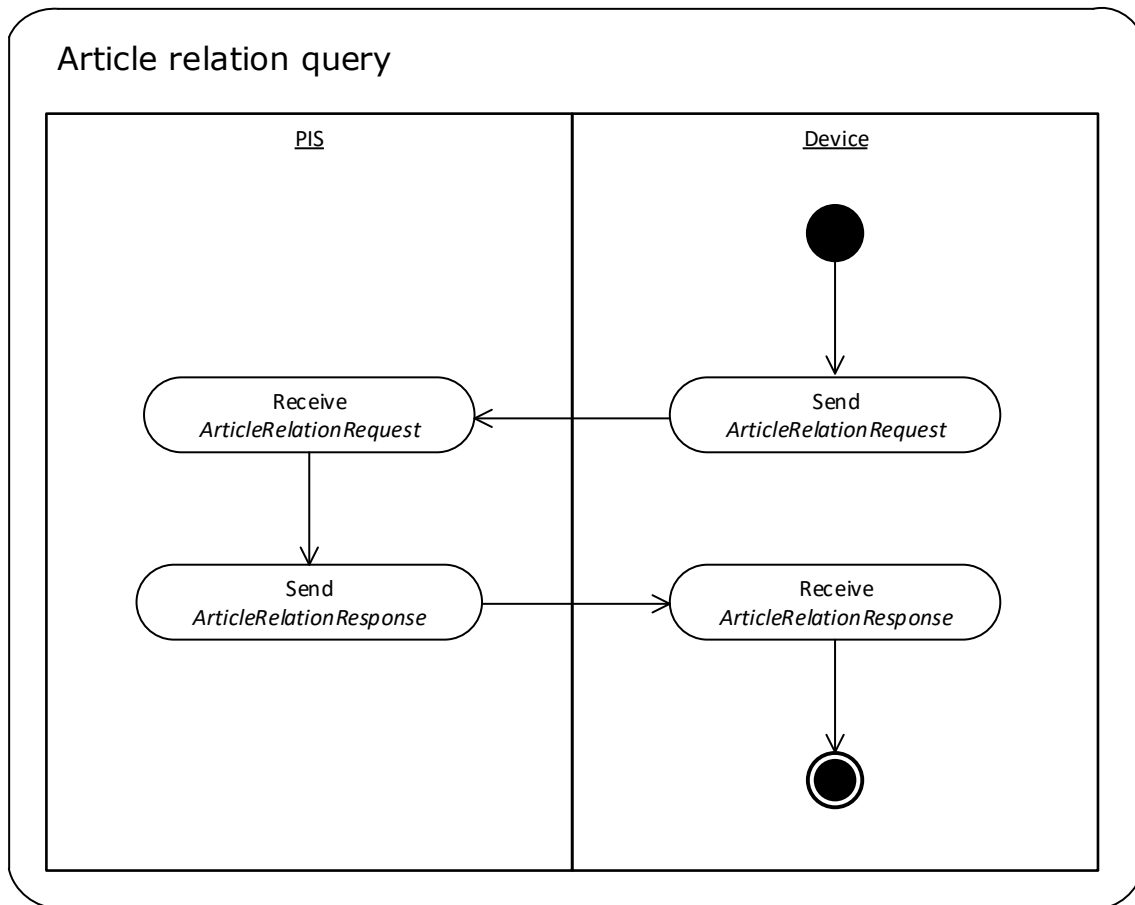 Article relation query
PIS
Device
Receive
ArticleRelationRequest
Send
ArticleRelationRequest
Send
ArticleRelationResponse
Receive
ArticleRelationResponse